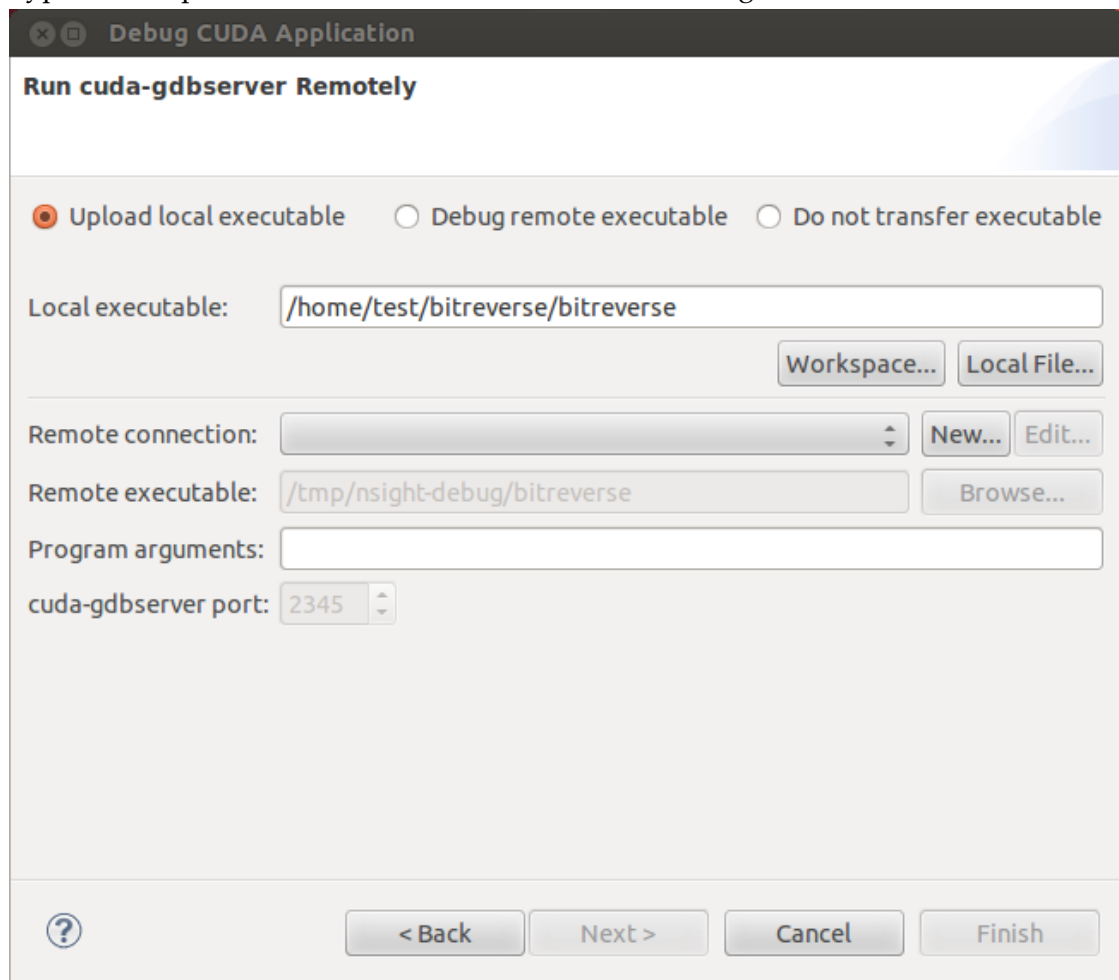 Debug CUDA Application
Run cuda-gdbserver Remotely
Upload local executable Debug remote executable Do not transfer executable
Local executable: /home/test/bitreverse/bitreverse
Workspace... Local File...
Remote connection: New... Edit...
Remote executable: /tmp/nsight-debug/bitreverse Browse...
Program arguments:
cuda-gdbserver port: 2345
? < Back Next > Cancel Finish